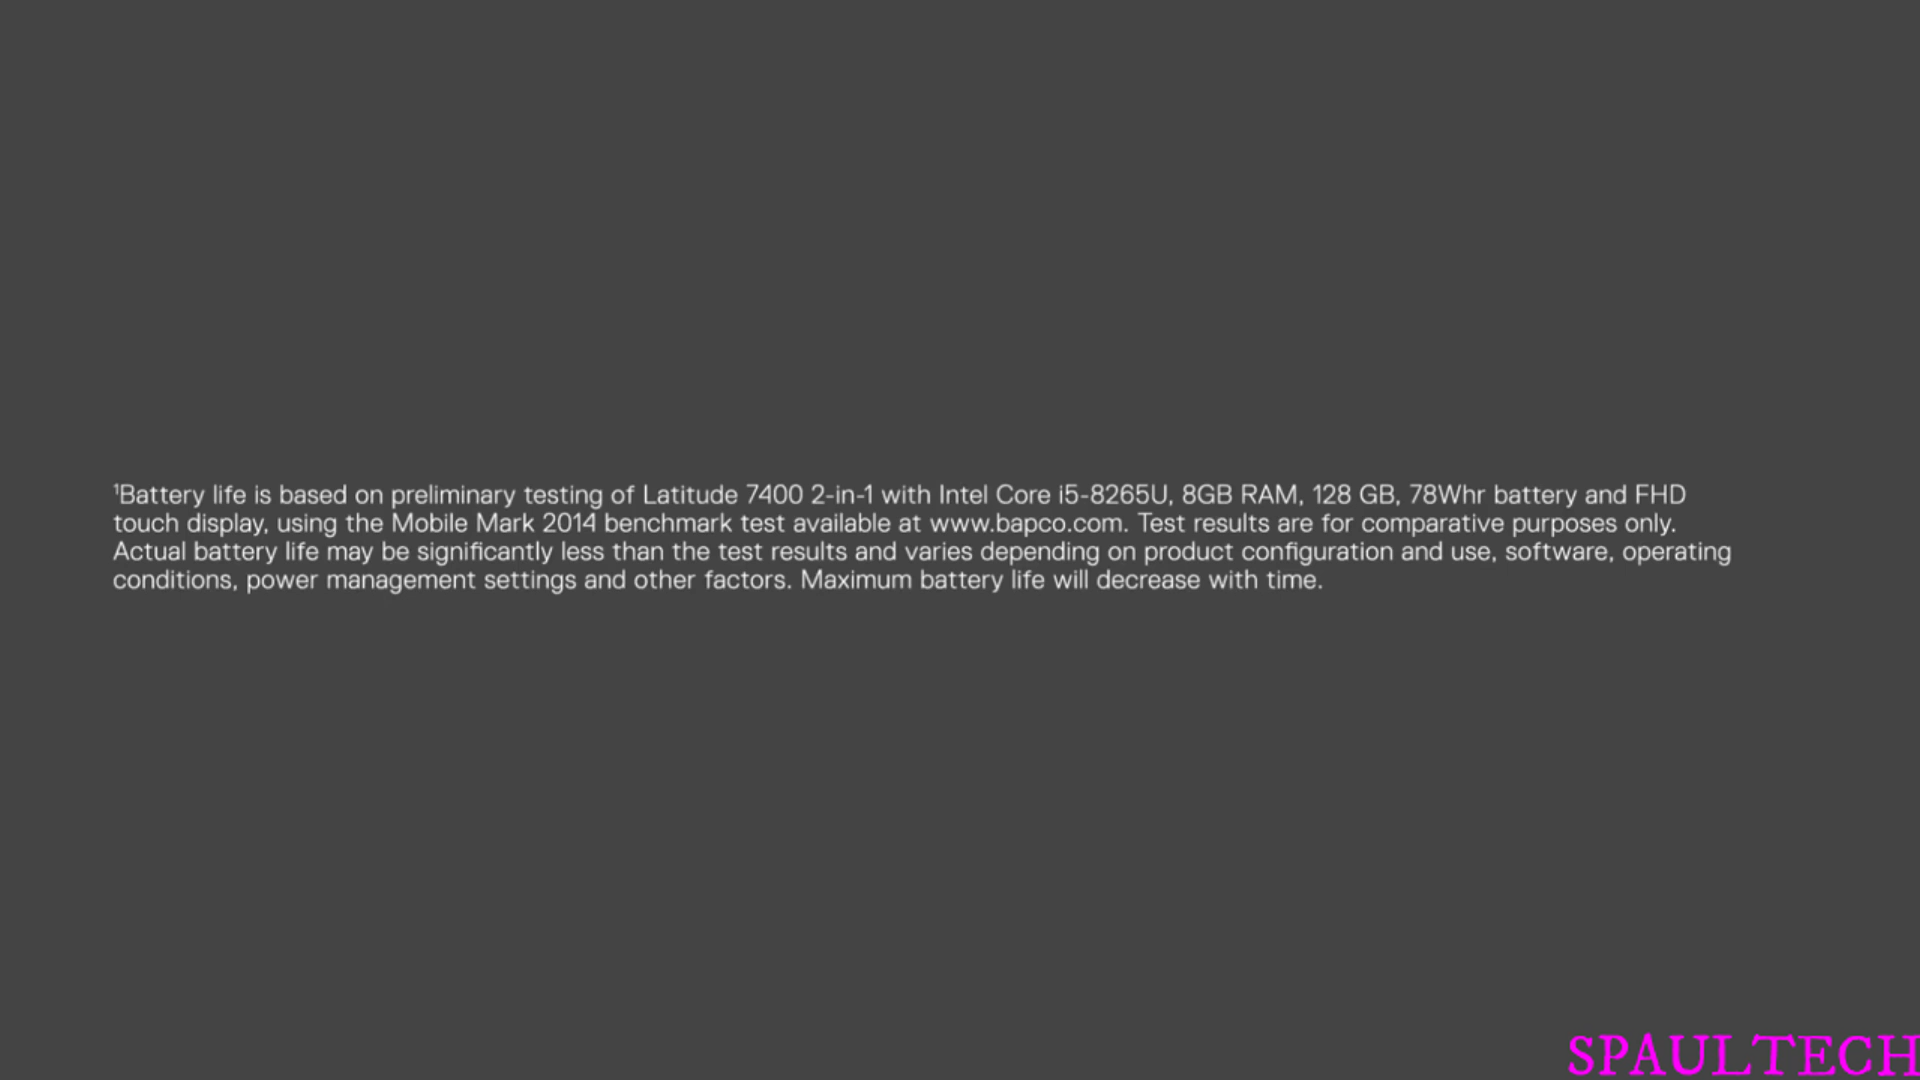 ¹Battery life is based on preliminary testing of Latitude 7400 2-in-1 with Intel Core i5-8265U, 8GB RAM, 128 GB, 78Whr battery and FHD
touch display, using the Mobile Mark 2014 benchmark test available at www.bapco.com. Test results are for comparative purposes only.
Actual battery life may be significantly less than the test results and varies depending on product configuration and use, software, operating
conditions, power management settings and other factors. Maximum battery life will decrease with time.
SPAULTECH